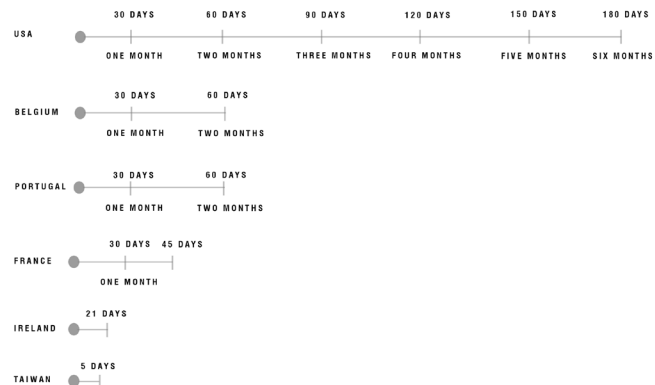 30 DAYS 60 DAYS 90 DAYS 120 DAYS 150 DAYS 180 DAYS
USA
ONE MONTH TWO MONTHS THREE MONTHS FOUR MONTHS FIVE MONTHS SIX MONTHS
30 DAYS 60 DAYS
BELGIUM
ONE MONTH TWO MONTHS
30 DAYS 60 DAYS
PORTUGAL
ONE MONTH TWO MONTHS
30 DAYS 45 DAYS
FRANCE
ONE MONTH
21 DAYS
IRELAND
5 DAYS
TAIWAN